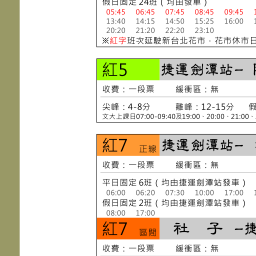 假日固定24班（均由發車）
05:45 06:45 07:45 08:45 09:45
13:40 14:15 14:50 15:25 16:00
20:20 21:20 22:20 23:10
※紅字班次延駛新台北花市，花市休市日
紅5 捷運劍潭站--
收費：一段票 緩衝區：無
尖峰：4-8分 離峰：12-15分
文大上課日07:00-09:40及19:00、20:00、21:00、
紅7 正線 捷運劍潭站--
收費：一段票 緩衝區：無
平日固定6班（均由捷運劍潭站發車）
06:00 06:20 07:30 10:00 17:00
假日固定2班（均由捷運劍潭站發車）
08:00 17:00
紅7 區間 社 子 --捷
收費：一段票 緩衝區：無